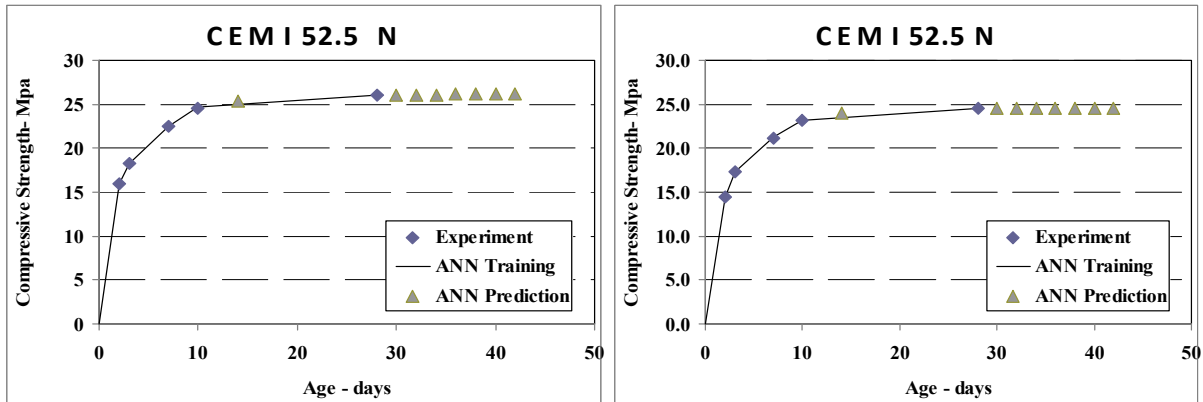 CEM I 52.5 N
30
25
20
15
10
5
0
Compressive Strength- Mpa
Experiment
ANN Training
ANN Prediction
0 10 20 30 40 50
Age - days
CEM I 52.5 N
30.0
25.0
20.0
15.0
10.0
5.0
0.0
Compressive Strength- Mpa
Experiment
ANN Training
ANN Prediction
0 10 20 30 40 50
Age - days